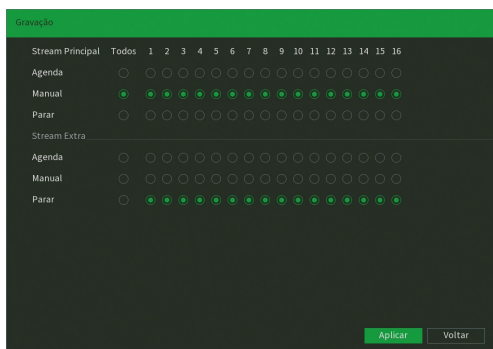 Gravação
Stream Principal Todos 1 2 3 4 5 6 7 8 9 10 11 12 13 14 15 16
Agenda
Manual
Parar
Stream Extra
Agenda
Manual
Parar
Aplicar Voltar